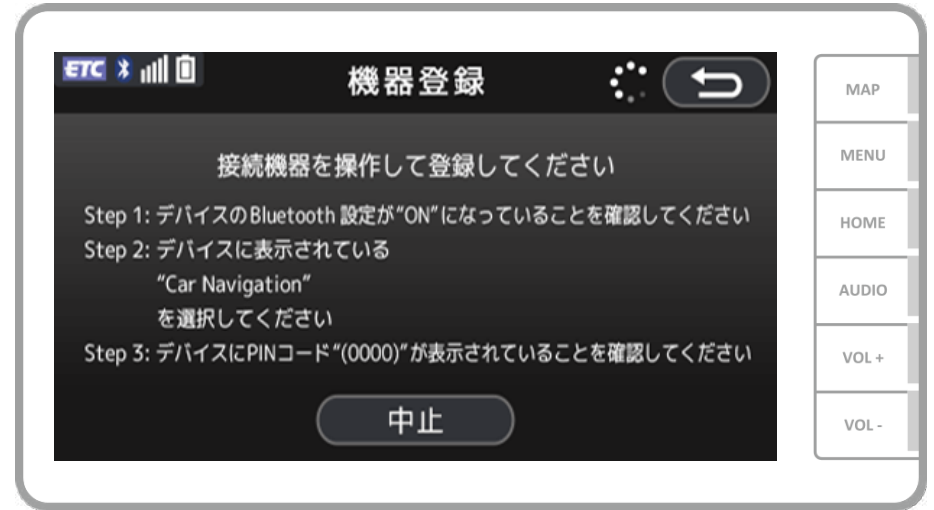 ETC
機器登録
接続機器を操作して登録してください
Step 1: デバイスのBluetooth 設定が“ON”になっていることを確認してください
Step 2: デバイスに表示されている
“Car Navigation”
を選択してください
Step 3: デバイスにPINコード“(0000)”が表示されていることを確認してください
中止
MAP
MENU
HOME
AUDIO
VOL +
VOL -